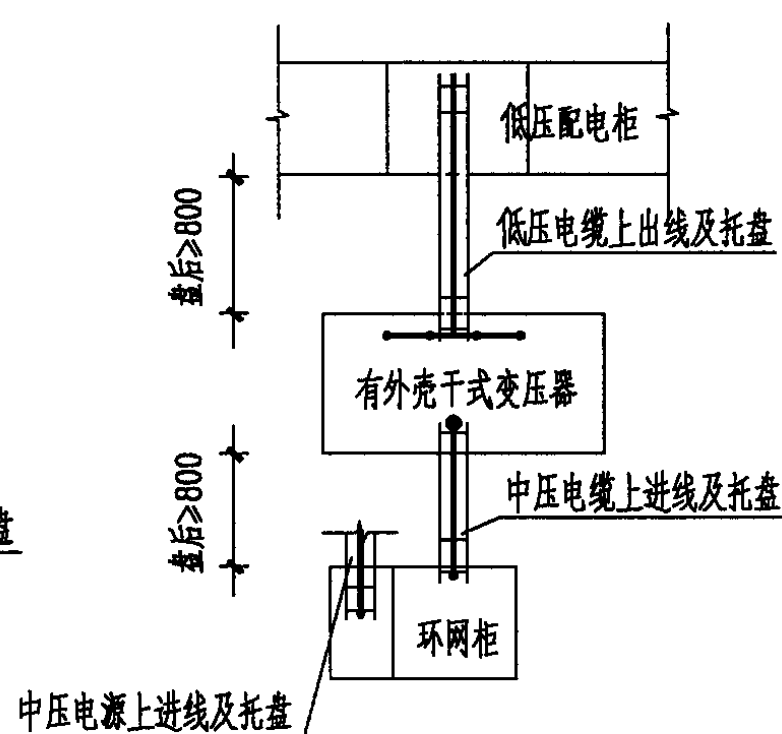 低压配电柜
低压电缆上出线及托盘
盘后≥800
有外壳干式变压器
中压电缆上进线及托盘
盘后≥800
盘
环网柜
中压电源上进线及托盘